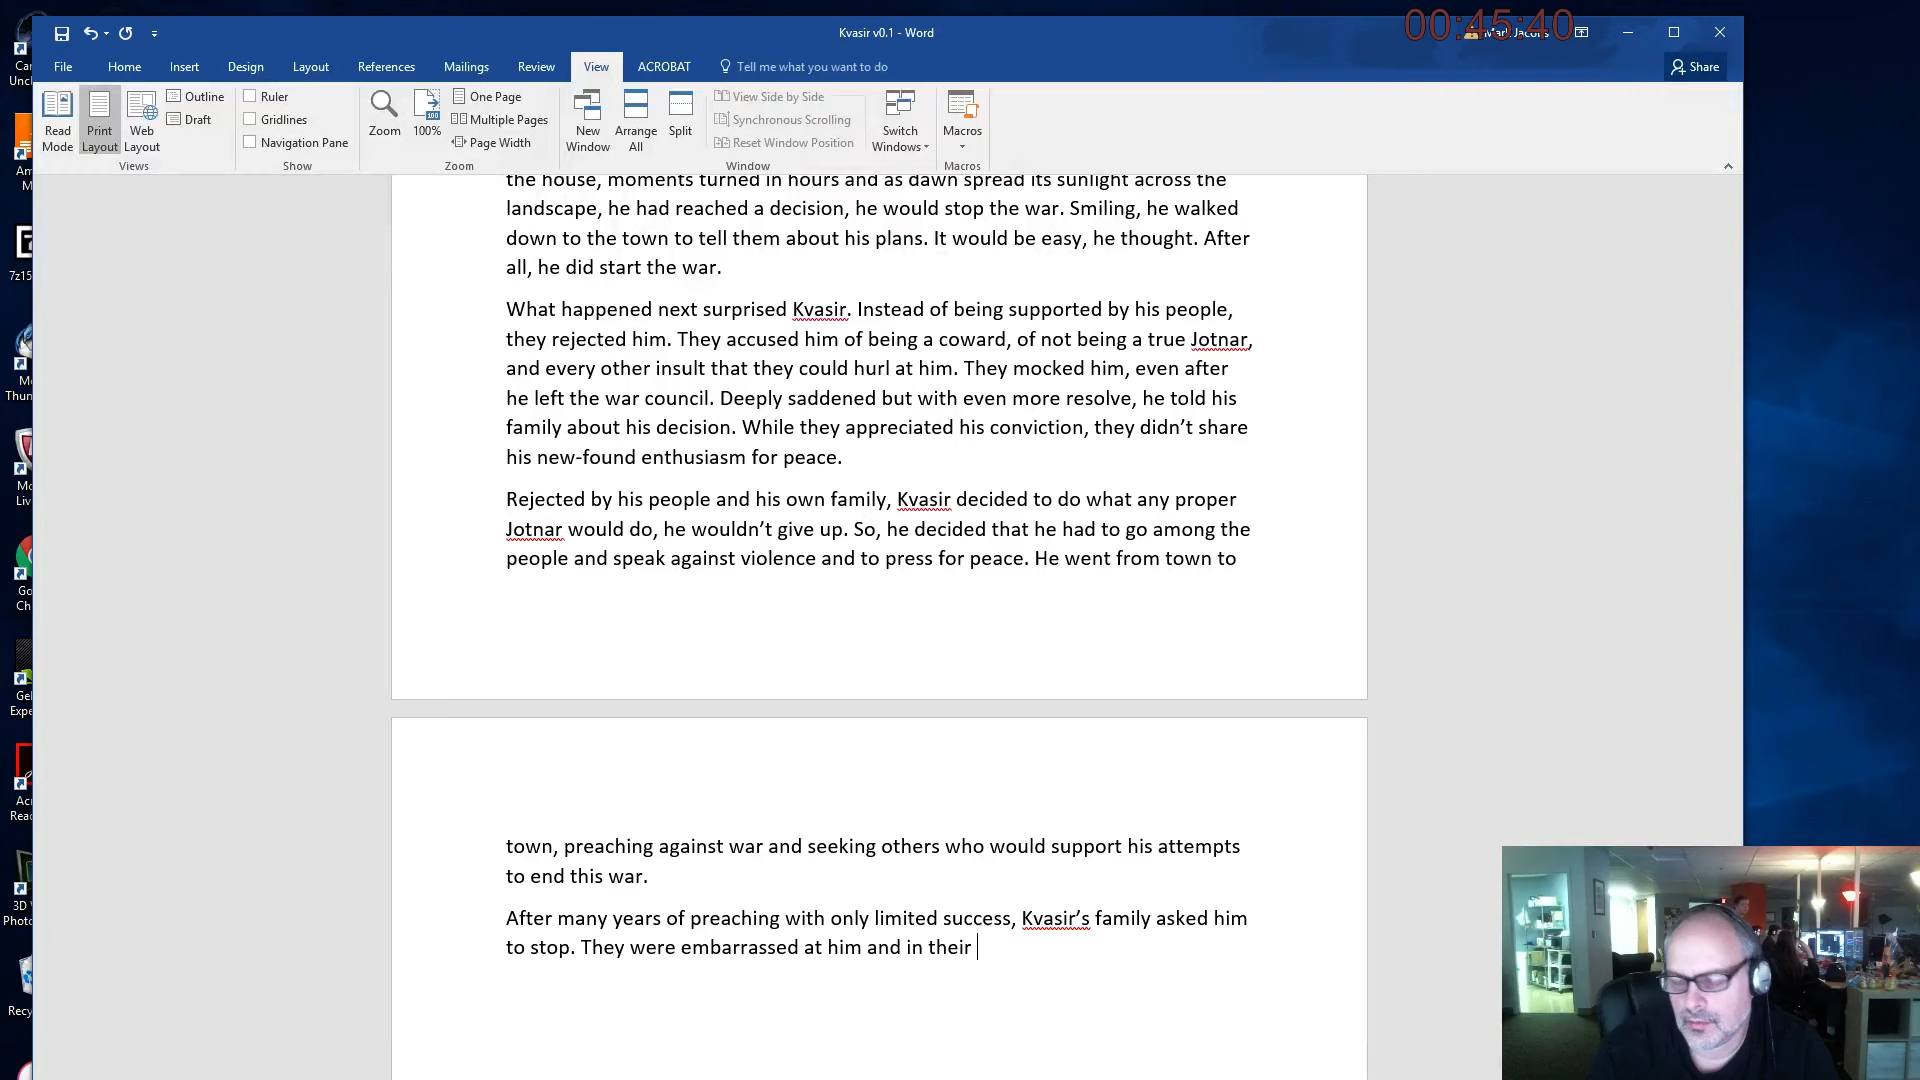 00:45:40
Kvasir v0.1 - Word
File Home Insert Design Layout References Mailings Review View ACROBAT Tell me what you want to do Share
Read Mode
Print Layout
Web Layout
Outline
Draft
Views
Ruler
Gridlines
Navigation Pane
Show
Zoom
100%
One Page
Multiple Pages
Page Width
Zoom
New Window
Arrange All
Split
View Side by Side
Synchronous Scrolling
Reset Window Position
Window
Switch Windows
Macros
Macros
the house, moments turned in hours and as dawn spread its sunlight across the
landscape, he had reached a decision, he would stop the war. Smiling, he walked
down to the town to tell them about his plans. It would be easy, he thought. After
all, he did start the war.
What happened next surprised Kvasir. Instead of being supported by his people,
they rejected him. They accused him of being a coward, of not being a true Jotnar,
and every other insult that they could hurl at him. They mocked him, even after
he left the war council. Deeply saddened but with even more resolve, he told his
family about his decision. While they appreciated his conviction, they didn’t share
his new-found enthusiasm for peace.
Rejected by his people and his own family, Kvasir decided to do what any proper
Jotnar would do, he wouldn’t give up. So, he decided that he had to go among the
people and speak against violence and to press for peace. He went from town to
town, preaching against war and seeking others who would support his attempts
to end this war.
After many years of preaching with only limited success, Kvasir’s family asked him
to stop. They were embarrassed at him and in their